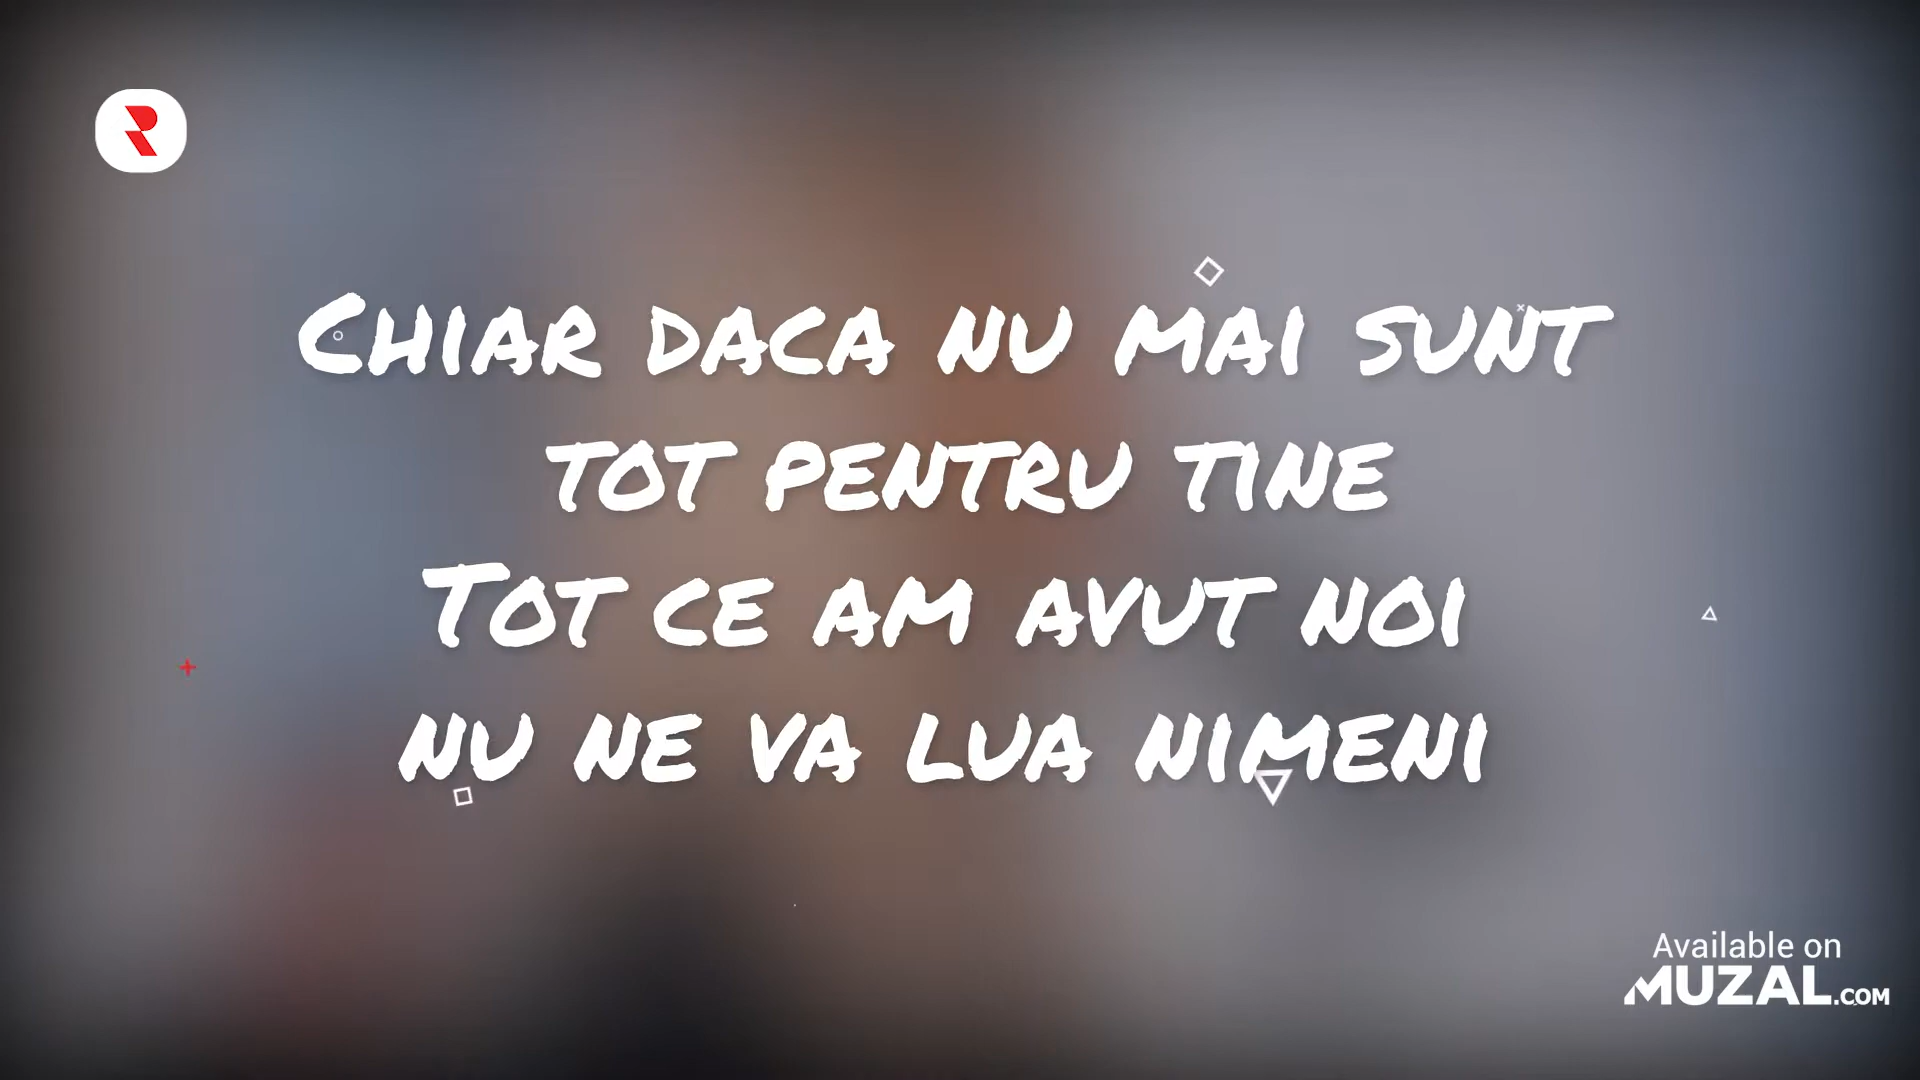 Chiar daca nu mai sunt
tot pentru tine
Tot ce am avut noi
nu ne va lua nimeni
Available on
MUZAL.COM